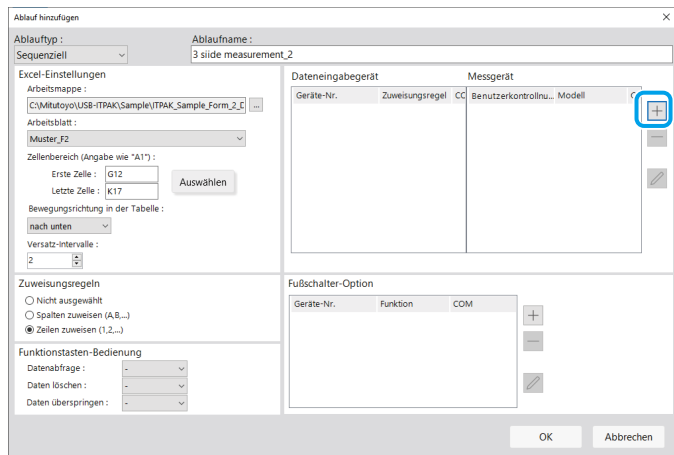 Ablauf hinzufügen
Ablauftyp :
Ablaufname :
Sequenziell
3 siide measurement_2
Excel-Einstellungen
Arbeitsmappe :
C:\Mitutoyo\USB-ITPAK\Sample\ITPAK_Sample_Form_2_D
...
Arbeitsblatt :
Muster_F2
Zellenbereich (Angabe wie "A1") :
Erste Zelle : G12
Letzte Zelle : K17
Auswählen
Bewegungsrichtung in der Tabelle :
nach unten
Versatz-Intervalle :
2
Zuweisungsregeln
Nicht ausgewählt
Spalten zuweisen (A,B,...)
Zeilen zuweisen (1,2,...)
Funktionstasten-Bedienung
Datenabfrage : -
Daten löschen : -
Daten überspringen : -
Dateneingabegerät
Messgerät
Geräte-Nr. Zuweisungsregel CC Benutzerkontrollnu... Modell
Fußschalter-Option
Geräte-Nr. Funktion COM
OK Abbrechen